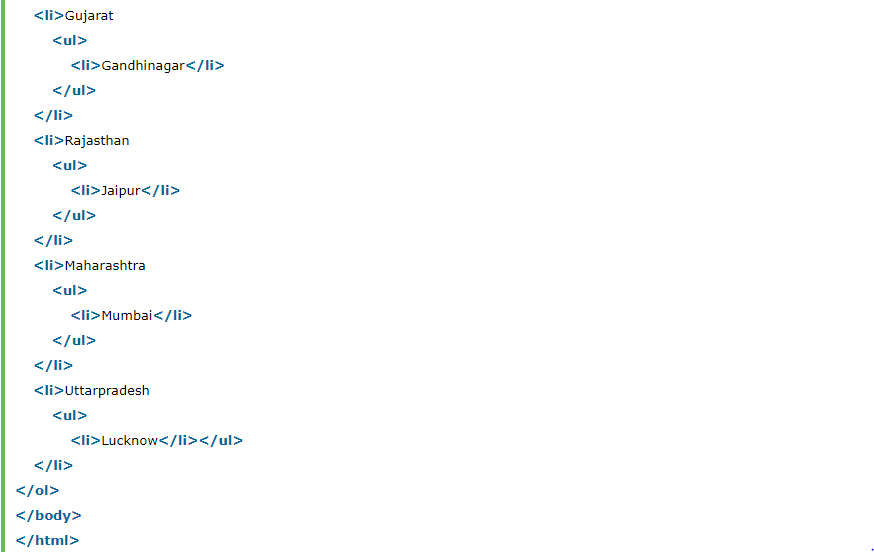 <li>Gujarat
<ul>
<li>Gandhinagar</li>
</ul>
</li>
<li>Rajasthan
<ul>
<li>Jaipur</li>
</ul>
</li>
<li>Maharashtra
<ul>
<li>Mumbai</li>
</ul>
</li>
<li>Uttarpradesh
<ul>
<li>Lucknow</li></ul>
</li>
</ol>
</body>
</html>